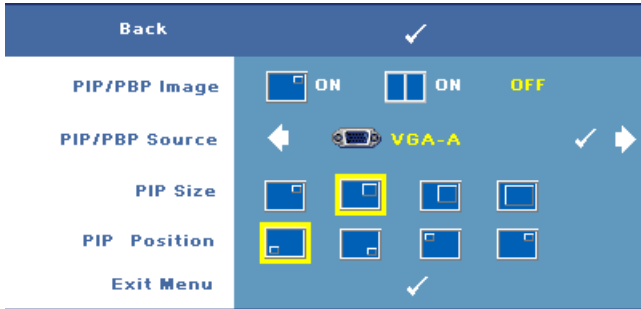 Back
PIP/PBP Image ON ON OFF
PIP/PBP Source VGA-A
PIP Size
PIP Position
Exit Menu